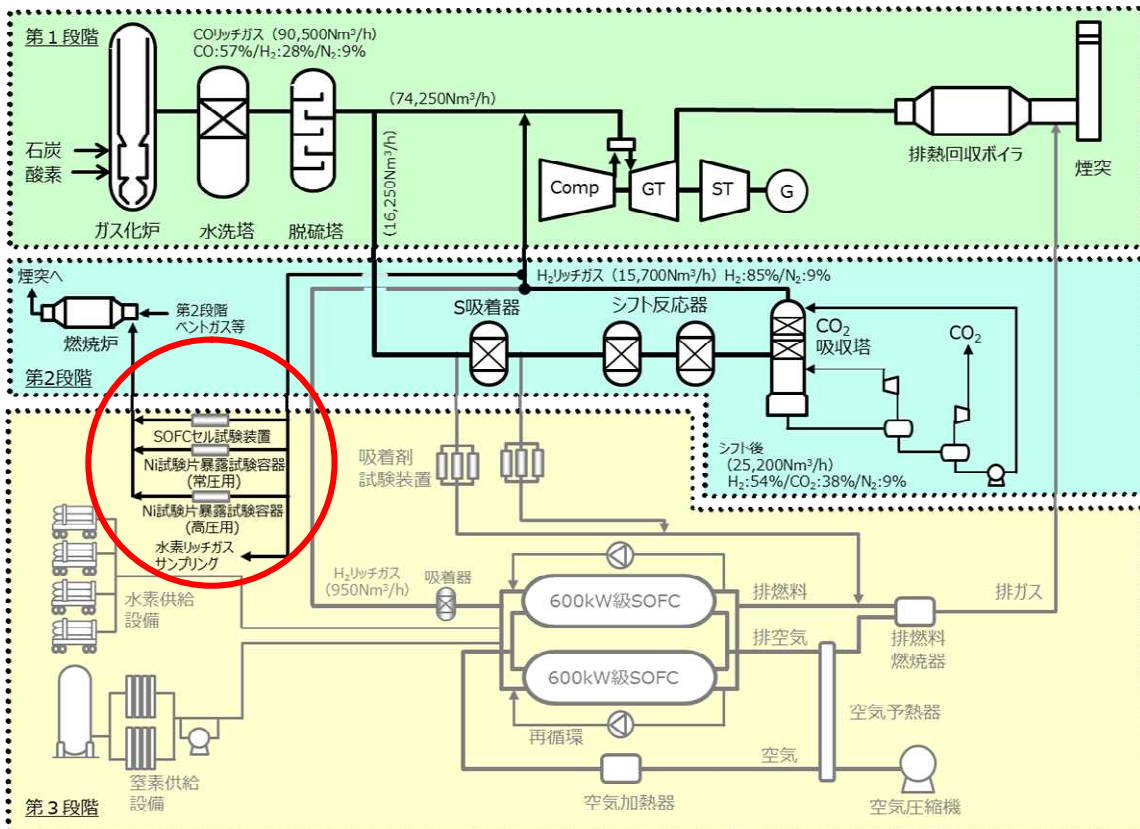 第1段階
COリッチガス (90,500Nm³/h)
CO:57%/H₂:28%/N₂:9%
石炭
酸素
ガス化炉
水洗塔
脱硫塔
(74,250Nm³/h)
(16,250Nm³/h)
Comp
GT
ST
G
排熱回収ボイラ
煙突
煙突へ
燃焼炉
第2段階
ベントガス等
第2段階
H₂リッチガス (15,700Nm³/h) H₂:85%/N₂:9%
S吸着器
シフト反応器
CO₂
吸収塔
CO₂
シフト後
(25,200Nm³/h)
H₂:54%/CO₂:38%/N₂:9%
SOFCセル試験装置
Ni試験片暴露試験容器
(常圧用)
Ni試験片暴露試験容器
(高圧用)
水素リッチガス
サンプリング
吸着剤
試験装置
水素供給
設備
H₂リッチガス
(950Nm³/h)
吸着器
600kW級SOFC
600kW級SOFC
再循環
排燃料
排空気
排ガス
排燃料
燃焼器
空気予熱器
空気
空気加熱器
空気圧縮機
窒素供給
設備
第3段階